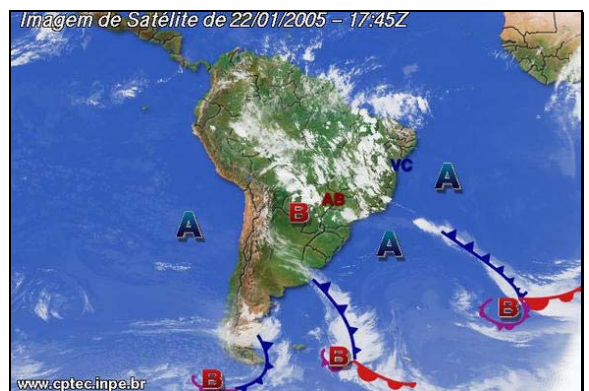 Imagem de Satélite de 22/01/2005 – 17:45Z
VC
A
AB
B
A
A
B
B
B
www.cptec.inpe.br